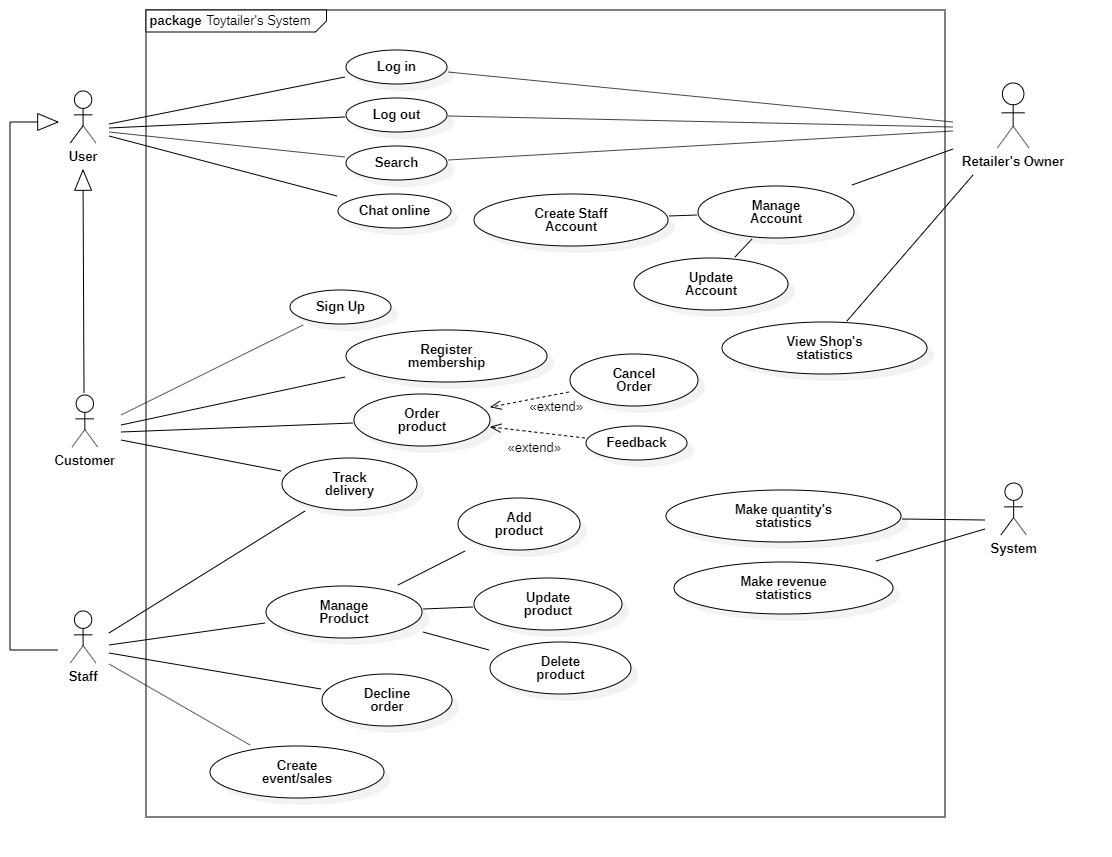 package Toytailer's System
Log in
Log out
User
Search
Retailer's Owner
Chat online
Create Staff
Account
Manage
Account
Update
Account
Sign Up
Register
membership
View Shop's
statistics
Cancel
Order
«extend»
Order
product
Feedback
«extend»
Customer
Track
delivery
Add
product
Make quantity's
statistics
System
Make revenue
statistics
Manage
Product
Update
product
Delete
product
Staff
Decline
order
Create
event/sales